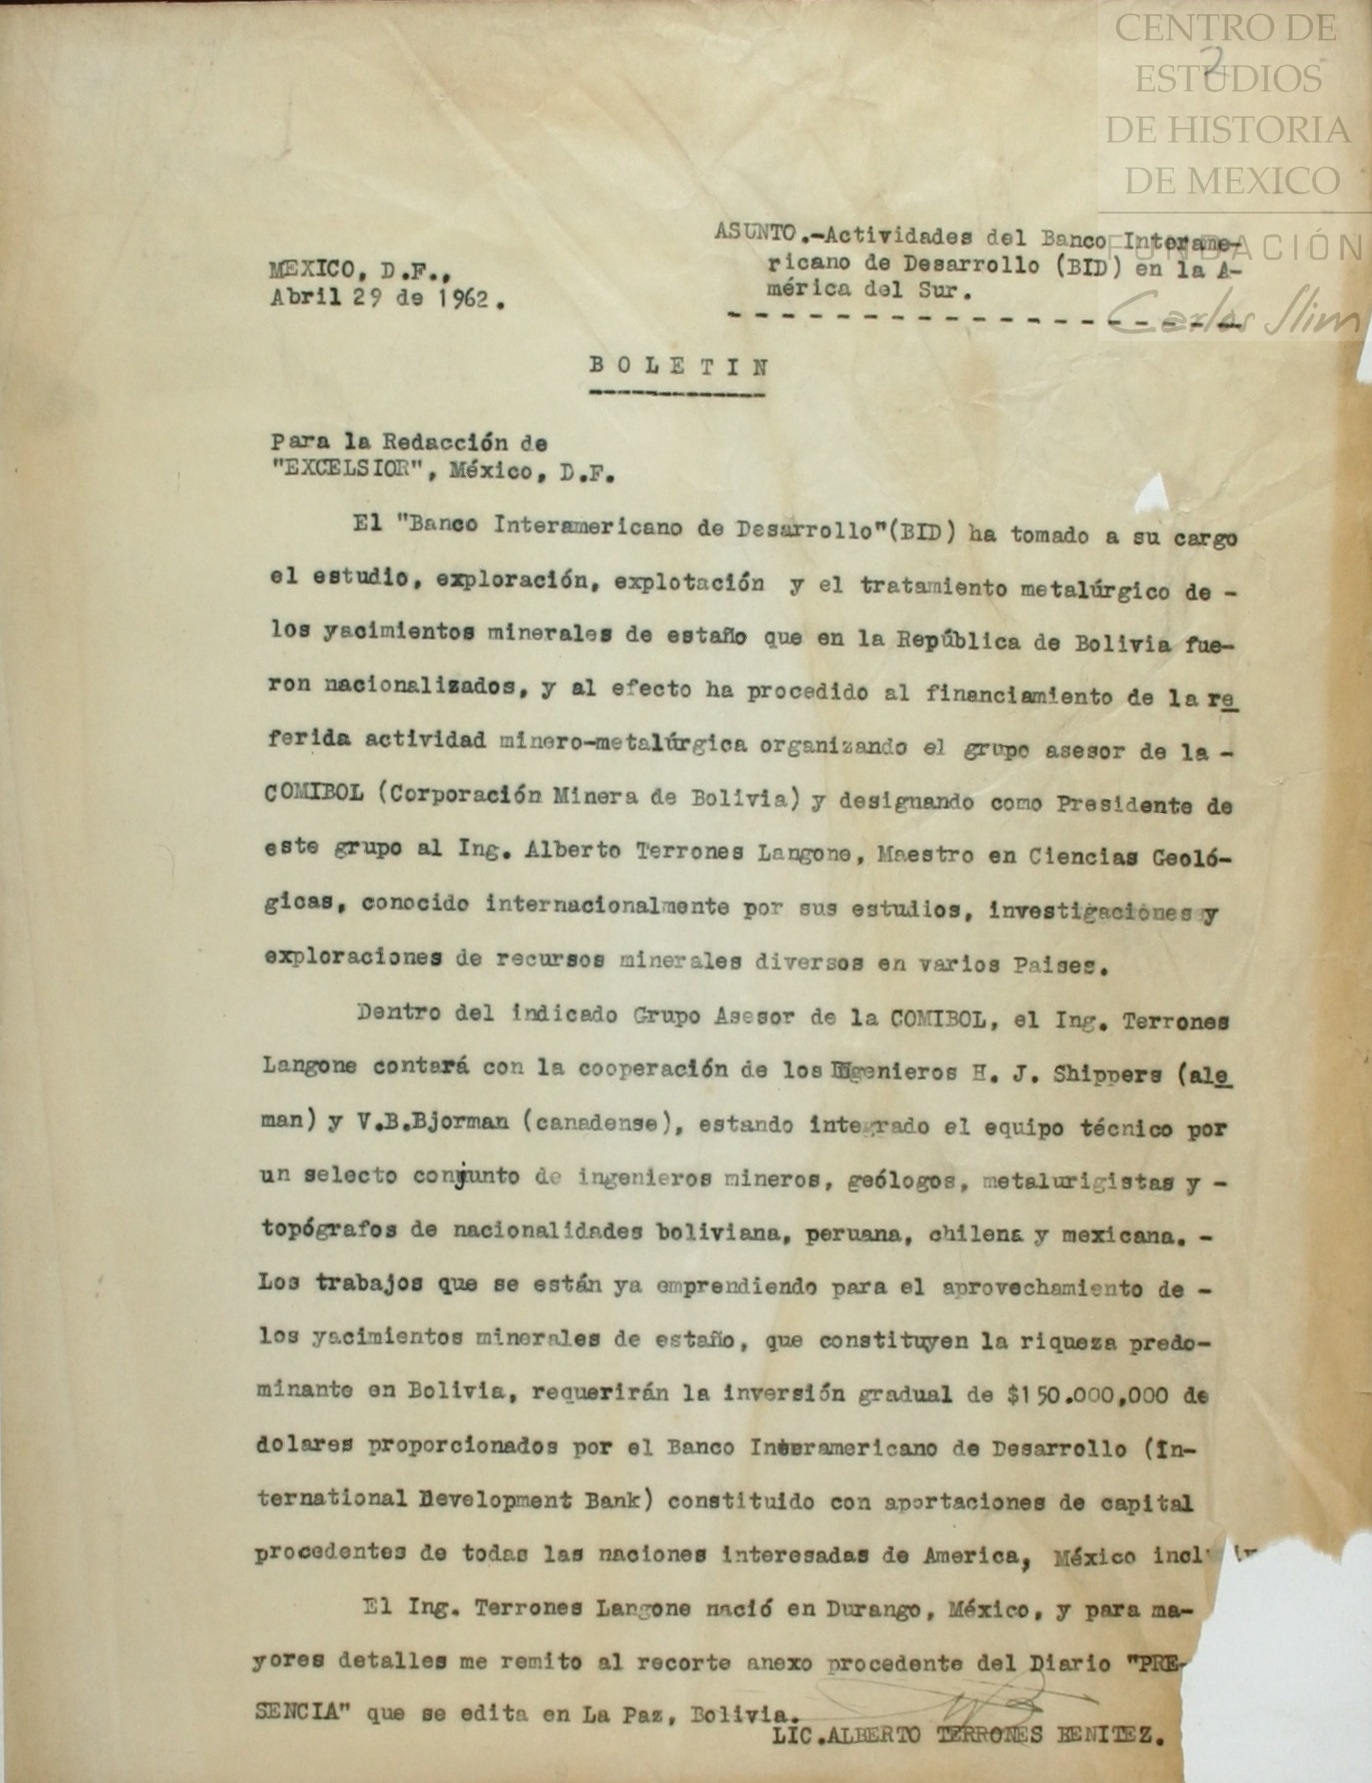 CENTRO DE
ESTUDIOS
DE HISTORIA
DE MEXICO
FUNDACIÓN
Carlos Slim
2
ASUNTO.-Actividades del Banco Interame-
ricano de Desarrollo (BID) en la A-
mérica del Sur.
MEXICO, D.F.,
Abril 29 de 1962.
- - - - - - - - - - - - - - - - - - -
B O L E T I N
Para la Redacción de
"EXCELSIOR", México, D.F.
El "Banco Interamericano de Desarrollo"(BID) ha tomado a su cargo
el estudio, exploración, explotación y el tratamiento metalúrgico de -
los yacimientos minerales de estaño que en la República de Bolivia fue-
ron nacionalizados, y al efecto ha procedido al financiamiento de la re
ferida actividad minero-metalúrgica organizando el grupo asesor de la -
COMIBOL (Corporación Minera de Bolivia) y designando como Presidente de
este grupo al Ing. Alberto Terrones Langone, Maestro en Ciencias Geoló-
gicas, conocido internacionalmente por sus estudios, investigaciones y
exploraciones de recursos minerales diversos en varios Paises.
Dentro del indicado Grupo Asesor de la COMIBOL, el Ing. Terrones
Langone contará con la cooperación de los Ingenieros H. J. Shippers (ale
man) y V.B.Bjorman (canadense), estando integrado el equipo técnico por
un selecto conjunto de ingenieros mineros, geólogos, metalurigistas y -
topógrafos de nacionalidades boliviana, peruana, chilena y mexicana. -
Los trabajos que se están ya emprendiendo para el aprovechamiento de -
los yacimientos minerales de estaño, que constituyen la riqueza predo-
minante en Bolivia, requerirán la inversión gradual de $150.000,000 de
dolares proporcionados por el Banco Interamericano de Desarrollo (In-
ternational Development Bank) constituido con aportaciones de capital
procedentes de todas las naciones interesadas de America, México
El Ing. Terrones Langone nació en Durango, México, y para ma-
yores detalles me remito al recorte anexo procedente del Diario "PRE-
SENCIA" que se edita en La Paz, Bolivia.
LIC.ALBERTO TERRONES BENITEZ.